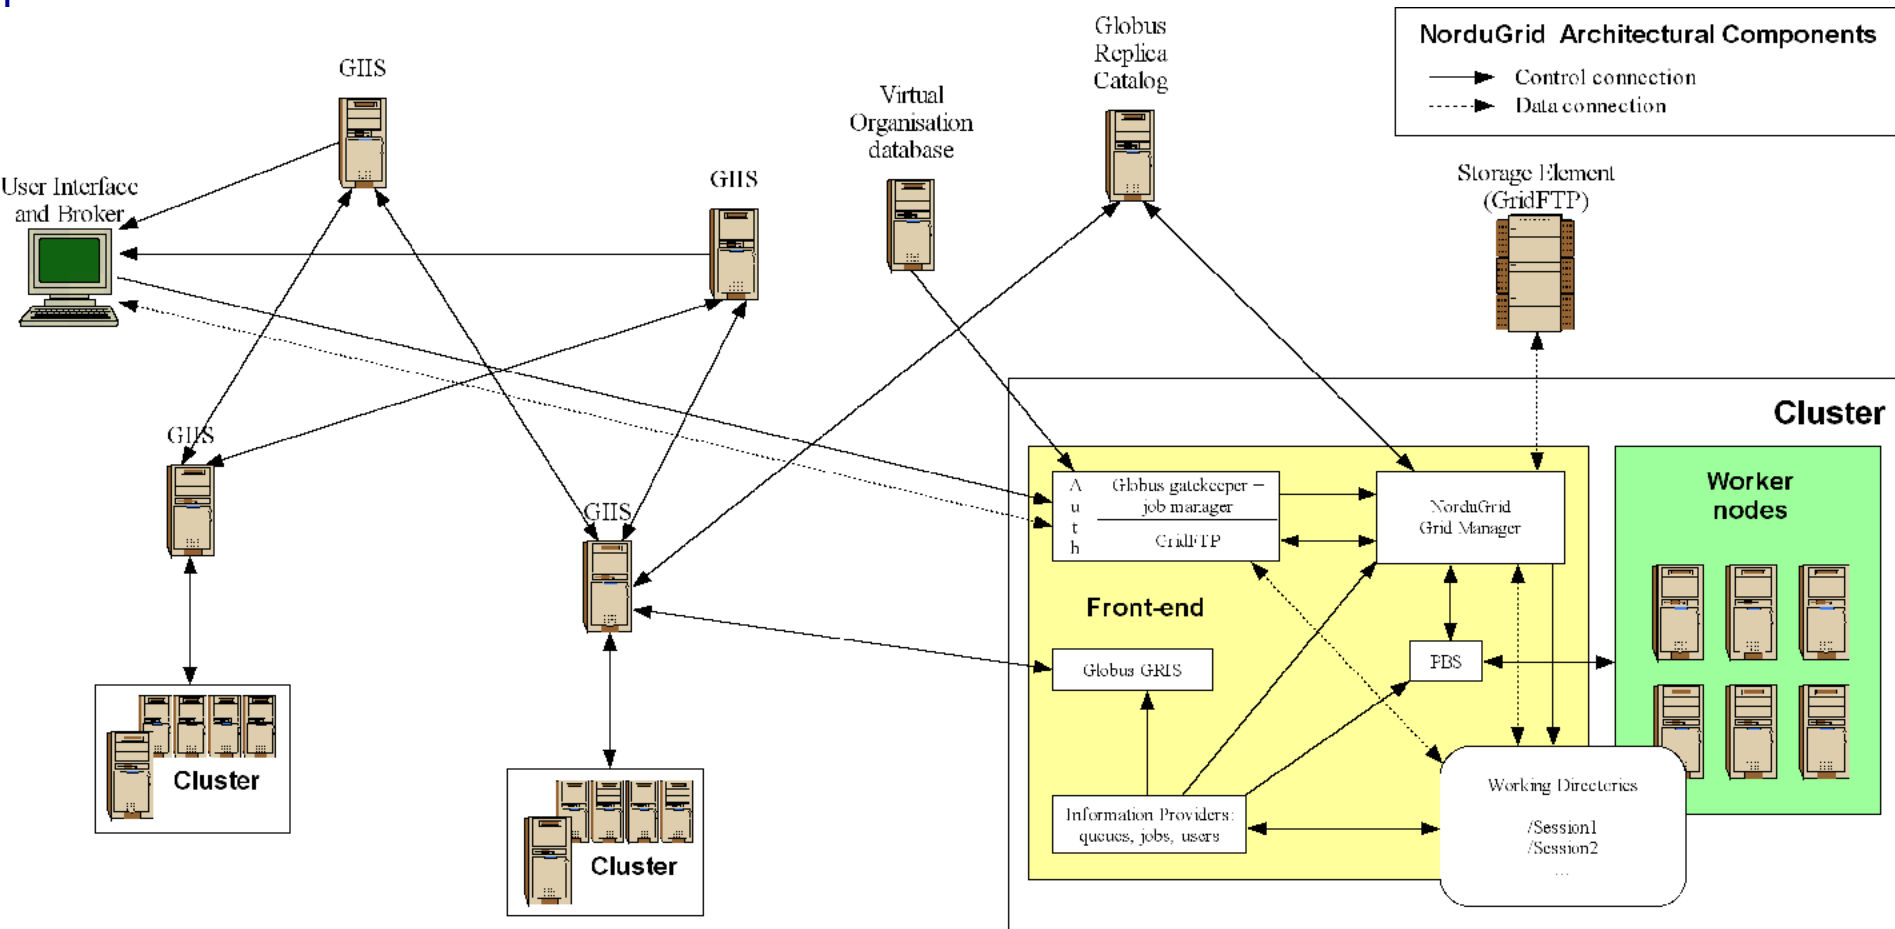 GIIS
Globus
Replica
Catalog
NorduGrid Architectural Components
Control connection
Data connection
Virtual
Organisation
database
User Interface
and Broker
GIIS
Storage Element
(GridFTP)
GIIS
GIIS
Cluster
A
u
t
h
Globus gatekeeper –
job manager
GridFTP
NorduGrid
Grid Manager
Worker
nodes
Front-end
Globus GRIS
PBS
Information Providers:
queues, jobs, users
Working Directories
/Session1
/Session2
...
Cluster
Cluster